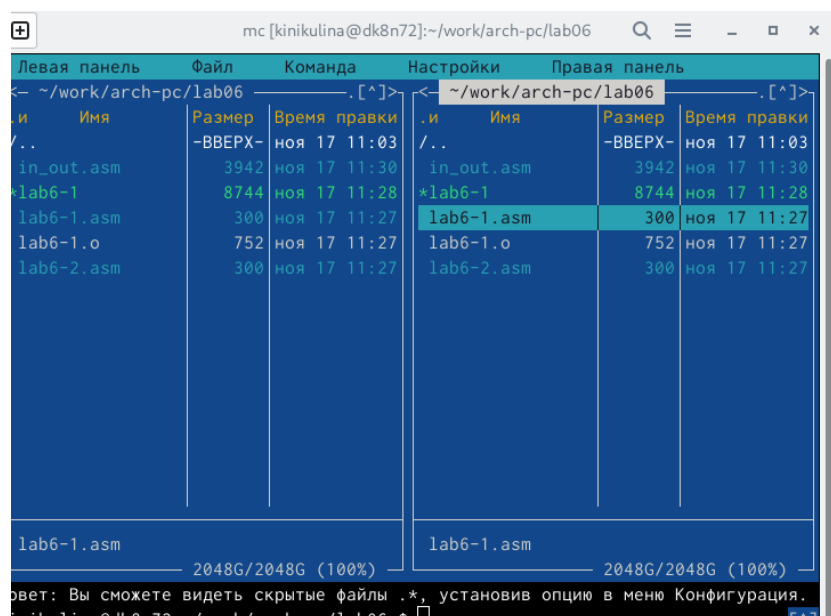 mc [kinikulina@dk8n72]:~/work/arch-pc/lab06
Левая панель Файл Команда Настройки Правая панель
<— ~/work/arch-pc/lab06 .[^]> <— ~/work/arch-pc/lab06 .[^]>
.и Имя Размер Время правки .и Имя Размер Время правки
/.. -ВВЕРХ- ноя 17 11:03 /.. -ВВЕРХ- ноя 17 11:03
in_out.asm 3942 ноя 17 11:30 in_out.asm 3942 ноя 17 11:30
*lab6-1 8744 ноя 17 11:28 *lab6-1 8744 ноя 17 11:28
lab6-1.asm 300 ноя 17 11:27 lab6-1.asm 300 ноя 17 11:27
lab6-1.o 752 ноя 17 11:27 lab6-1.o 752 ноя 17 11:27
lab6-2.asm 300 ноя 17 11:27 lab6-2.asm 300 ноя 17 11:27
lab6-1.asm lab6-1.asm
2048G/2048G (100%) 2048G/2048G (100%)
овет: Вы сможете видеть скрытые файлы .*, установив опцию в меню Конфигурация.